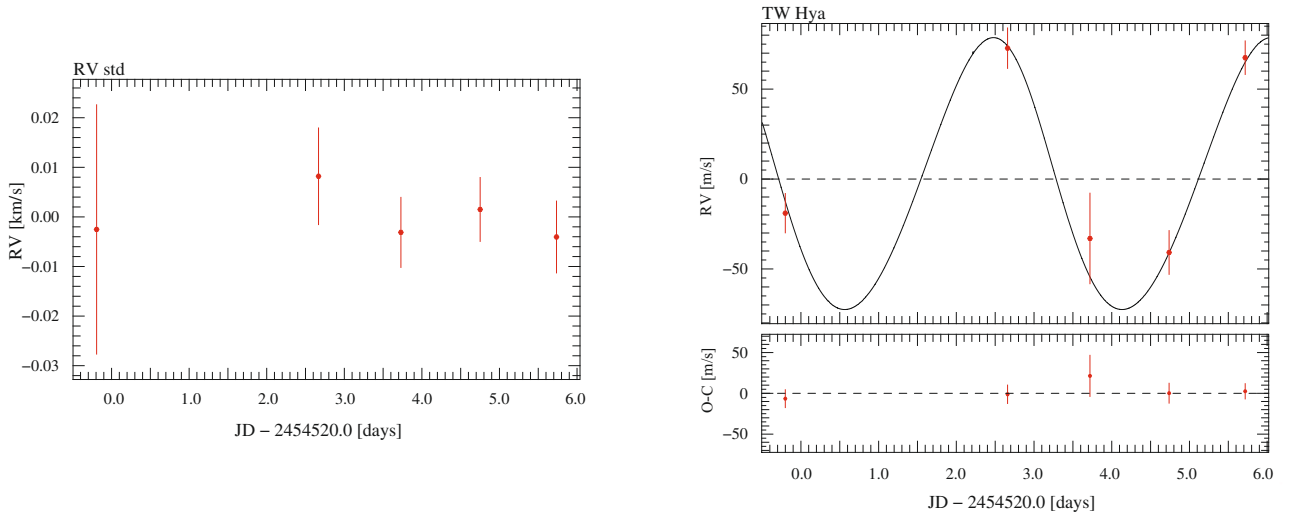 RV std
RV [km/s]
0.02
0.01
0.00
−0.01
−0.02
−0.03
0.0 1.0 2.0 3.0 4.0 5.0 6.0
JD − 2454520.0 [days]
TW Hya
RV [m/s]
50
0
−50
O-C [m/s]
50
0
−50
0.0 1.0 2.0 3.0 4.0 5.0 6.0
JD − 2454520.0 [days]